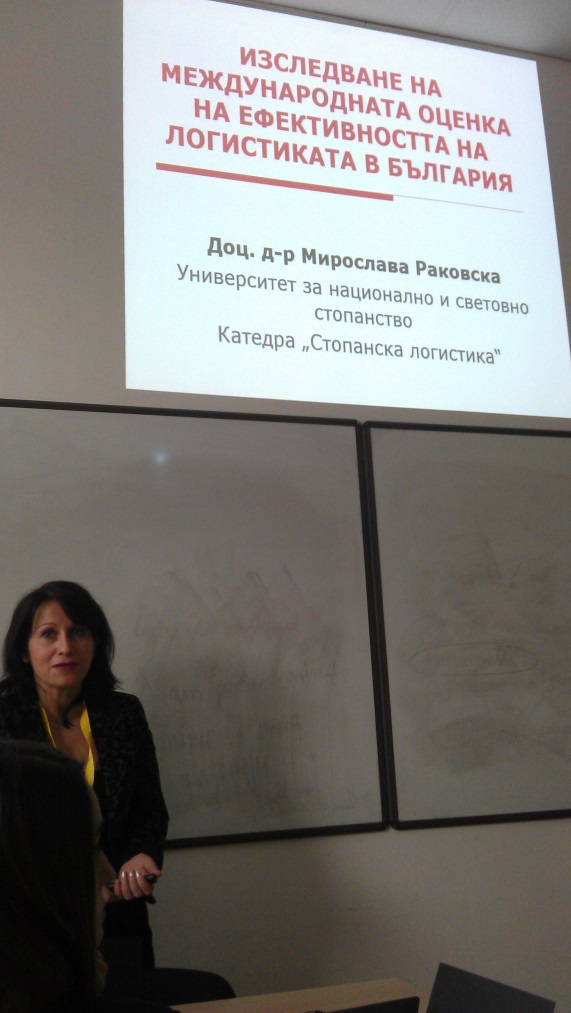 ИЗСЛЕДВАНЕ НА
МЕЖДУНАРОДНАТА ОЦЕНКА
НА ЕФЕКТИВНОСТТА НА
ЛОГИСТИКАТА В БЪЛГАРИЯ
Доц. д-р Мирослава Раковска
Университет за национално и световно
стопанство
Катедра „Стопанска логистика“